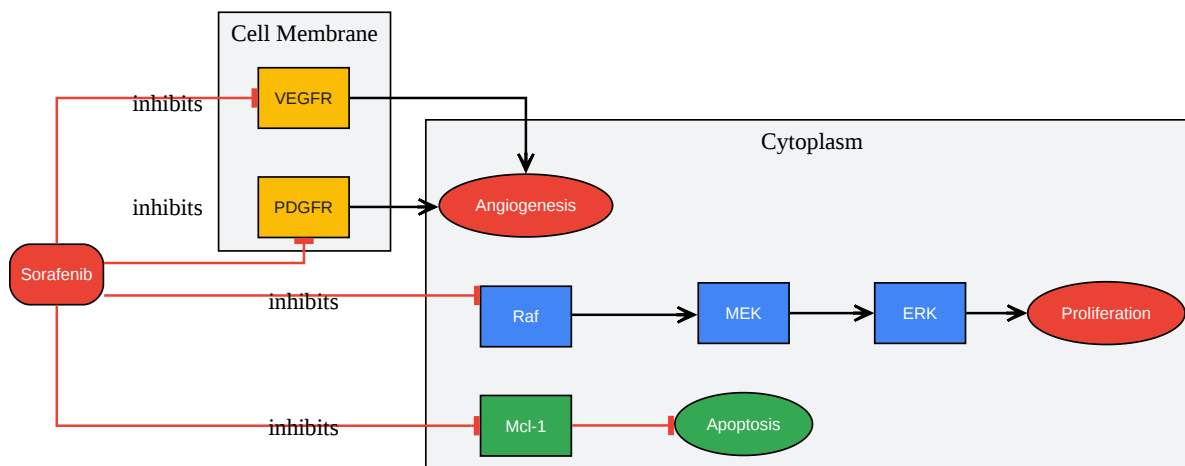 Cell Membrane
VEGFR
inhibits
Cytoplasm
PDGFR
inhibits
Angiogenesis
Sorafenib
inhibits
Raf
MEK
ERK
Proliferation
inhibits
Mcl-1
Apoptosis